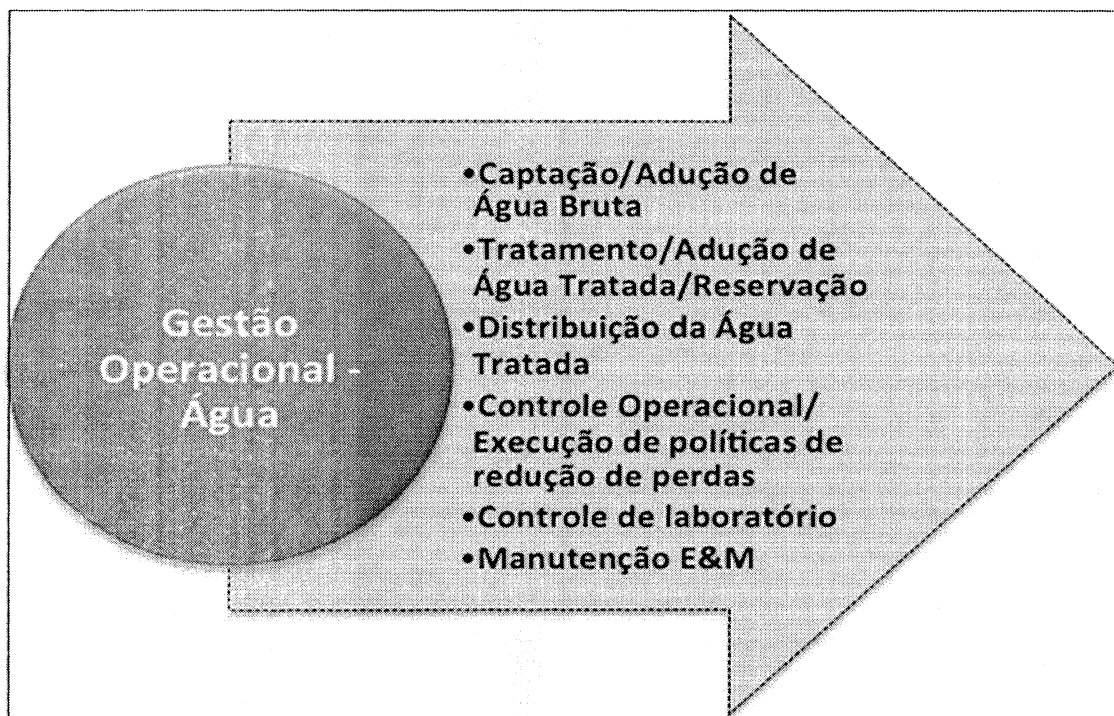 Gestão
Operacional -
Água
•Captação/Adução de
Água Bruta
•Tratamento/Adução de
Água Tratada/Reservação
•Distribuição da Água
Tratada
•Controle Operacional/
Execução de políticas de
redução de perdas
•Controle de laboratório
•Manutenção E&M